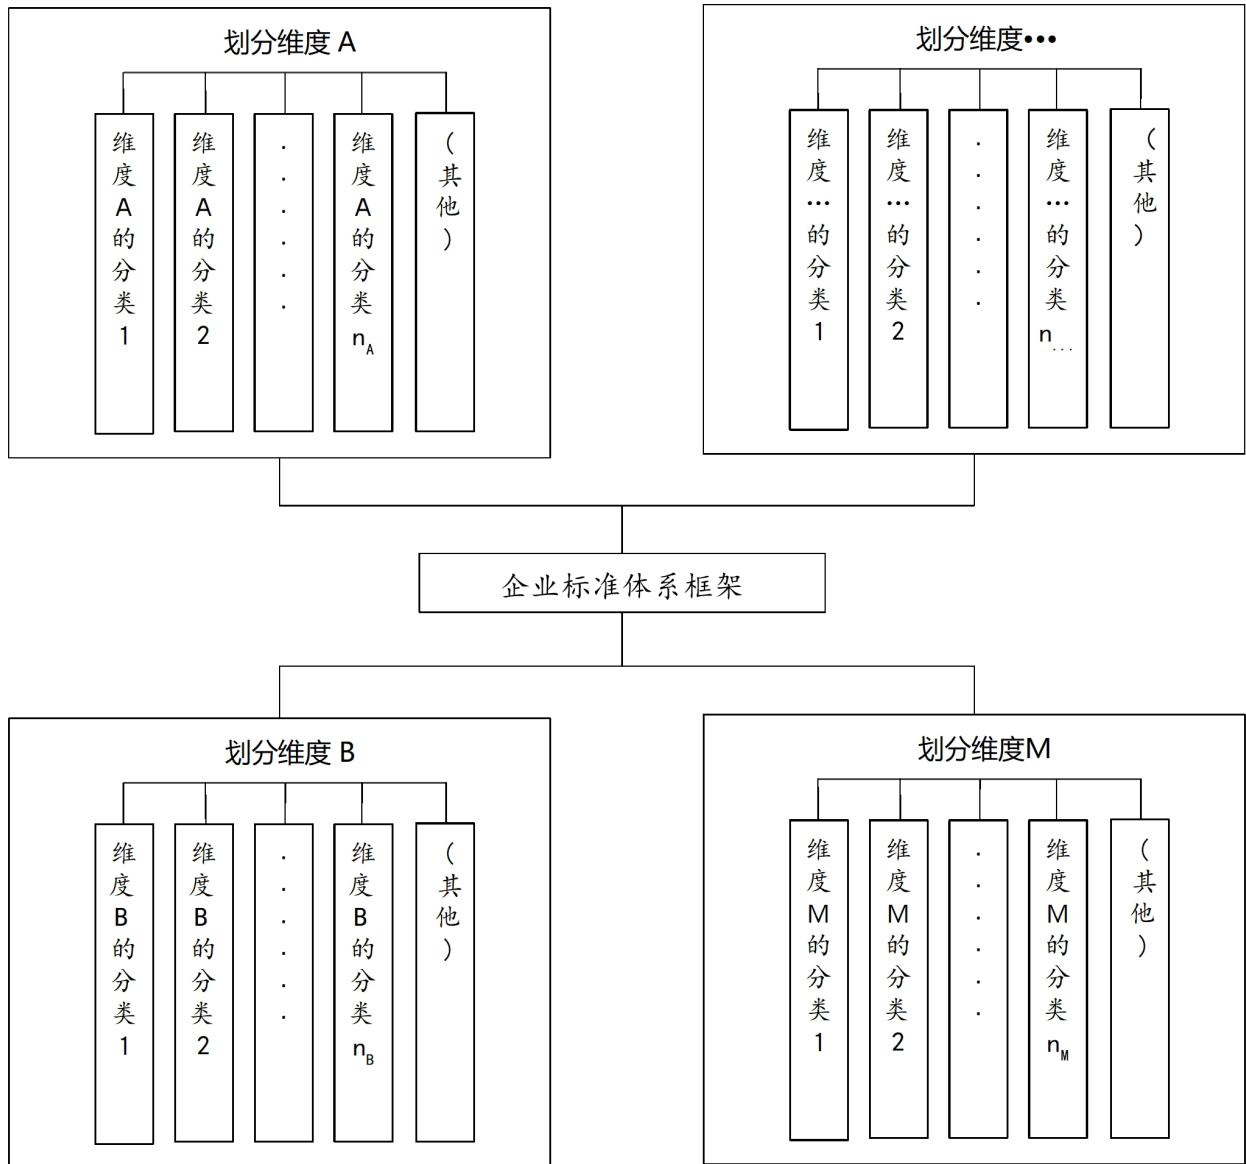 划分维度 A
维度A的分类1
维度A的分类2
......
维度A的分类nA
(其他)
划分维度•••
维度…的分类1
维度…的分类2
......
维度…的分类n...
(其他)
企业标准体系框架
划分维度 B
维度B的分类1
维度B的分类2
......
维度B的分类nB
(其他)
划分维度M
维度M的分类1
维度M的分类2
......
维度M的分类nM
(其他)